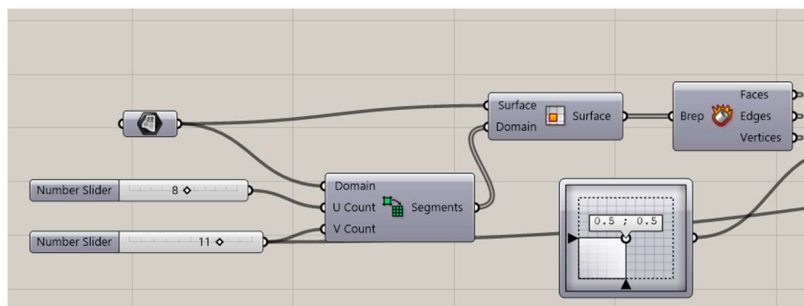 Faces
Surface
Surface
Brep
Edges
Domain
Vertices
Number Slider 8
Domain
U Count
Segments
V Count
0.5 ; 0.5
Number Slider 11